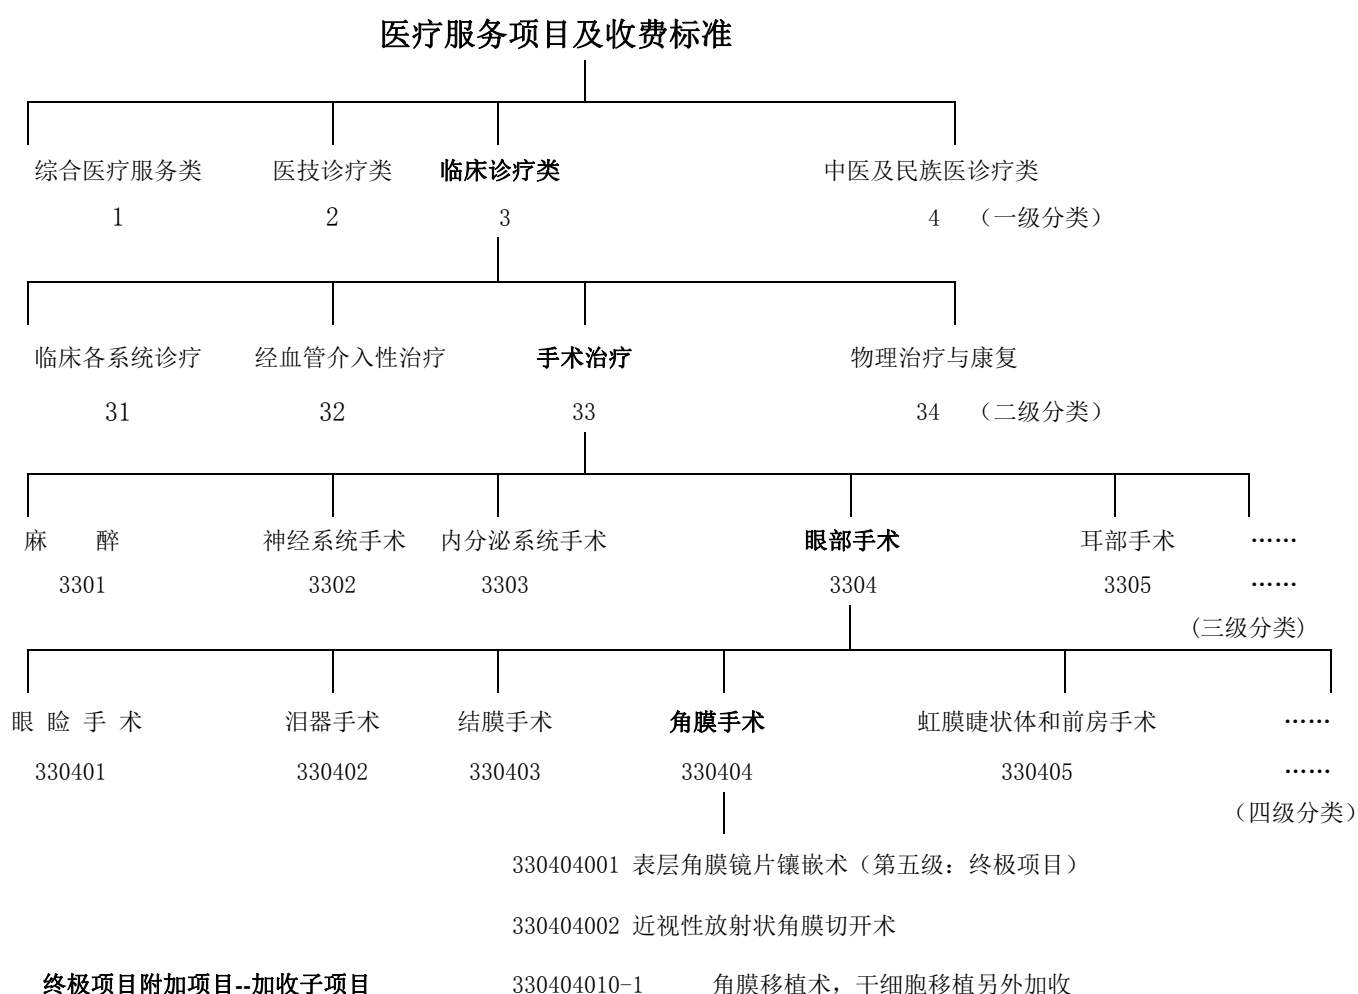 医疗服务项目及收费标准
综合医疗服务类 医技诊疗类 临床诊疗类 中医及民族医诊疗类
1 2 3 4 （一级分类）
临床各系统诊疗 经血管介入性治疗 手术治疗 物理治疗与康复
31 32 33 34 （二级分类）
麻 醉 神经系统手术 内分泌系统手术 眼部手术 耳部手术 ……
3301 3302 3303 3304 3305 ……
(三级分类)
眼 睑 手 术 泪器手术 结膜手术 角膜手术 虹膜睫状体和前房手术 ……
330401 330402 330403 330404 330405 ……
（四级分类）
330404001 表层角膜镜片镶嵌术（第五级：终极项目）
330404002 近视性放射状角膜切开术
终极项目附加项目--加收子项目 330404010-1 角膜移植术，干细胞移植另外加收